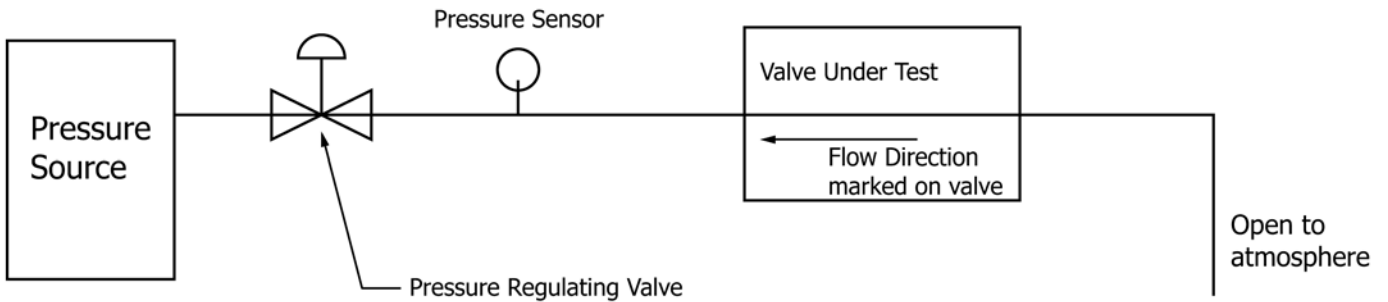 Pressure Sensor
Pressure
Source
Valve Under Test
Flow Direction
marked on valve
Open to
atmosphere
Pressure Regulating Valve